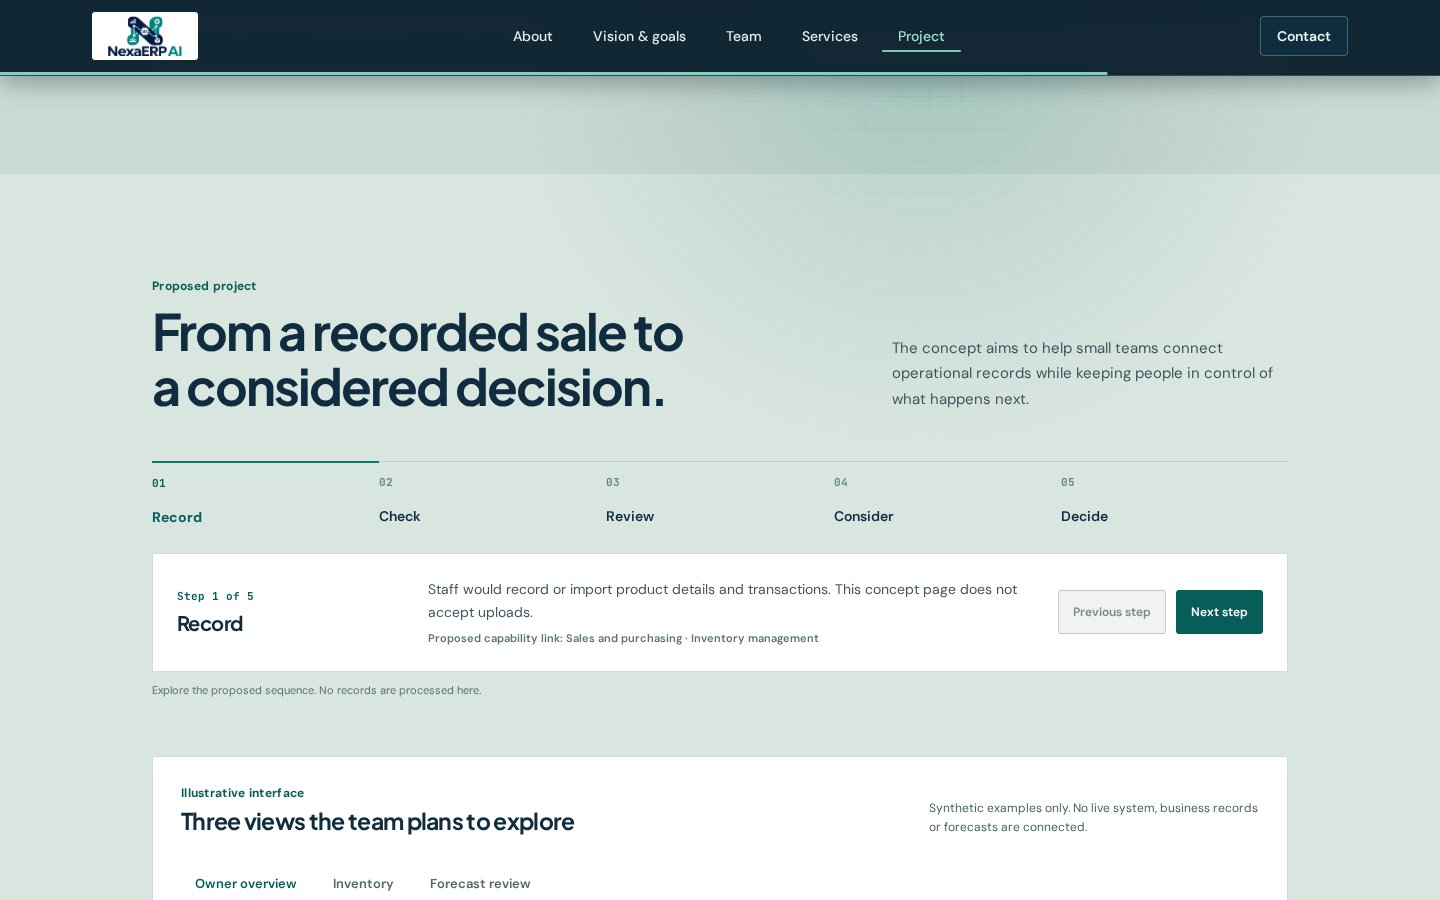 NexaERP AI
About
Vision & goals
Team
Services
Project
Contact
Proposed project
From a recorded sale to
a considered decision.
The concept aims to help small teams connect
operational records while keeping people in control of
what happens next.
01
Record
02
Check
03
Review
04
Consider
05
Decide
Step 1 of 5
Record
Staff would record or import product details and transactions. This concept page does not
accept uploads.
Proposed capability link: Sales and purchasing · Inventory management
Previous step
Next step
Explore the proposed sequence. No records are processed here.
Illustrative interface
Three views the team plans to explore
Synthetic examples only. No live system, business records
or forecasts are connected.
Owner overview
Inventory
Forecast review